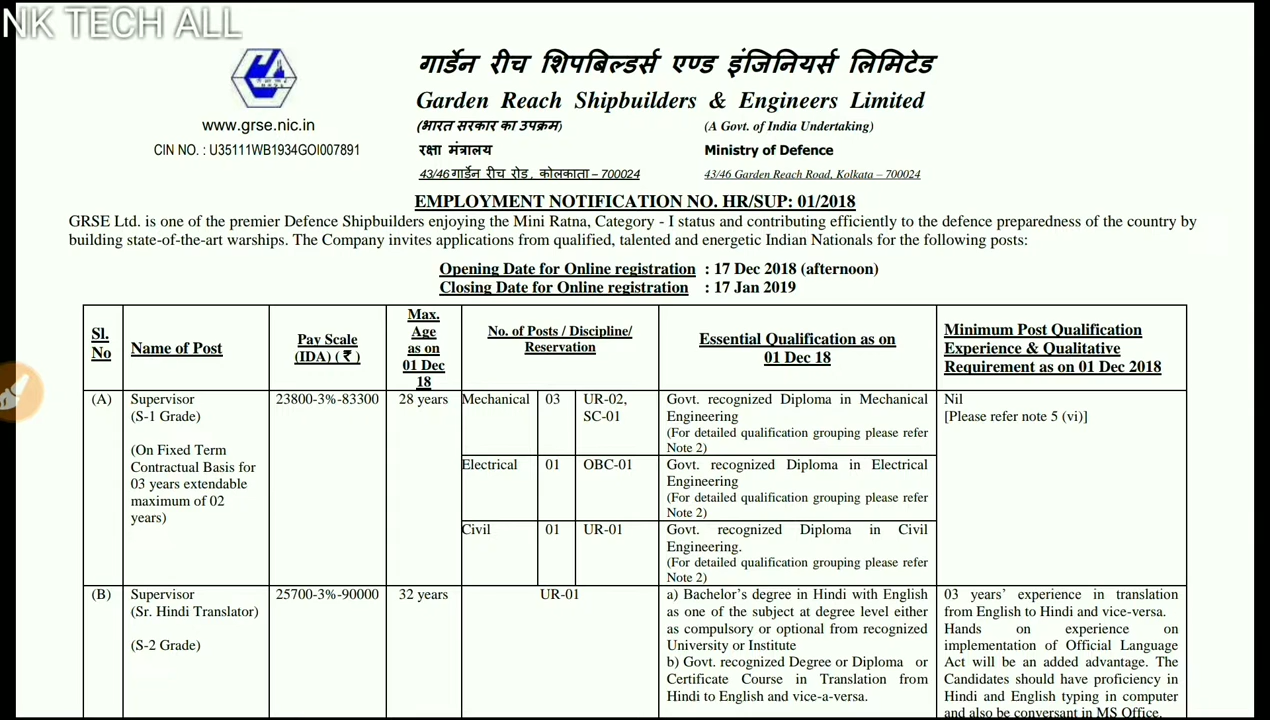 NK TECH ALL
गार्डेन रीच शिपबिल्डर्स एण्ड इंजिनियर्स लिमिटेड
Garden Reach Shipbuilders & Engineers Limited
www.grse.nic.in
(भारत सरकार का उपक्रम)
(A Govt. of India Undertaking)
CIN NO. : U35111WB1934GOI007891
रक्षा मंत्रालय
Ministry of Defence
43/46 गार्डेन रीच रोड, कोलकाता – 700024
43/46 Garden Reach Road, Kolkata – 700024
EMPLOYMENT NOTIFICATION NO. HR/SUP: 01/2018
GRSE Ltd. is one of the premier Defence Shipbuilders enjoying the Mini Ratna, Category - I status and contributing efficiently to the defence preparedness of the country by
building state-of-the-art warships. The Company invites applications from qualified, talented and energetic Indian Nationals for the following posts:
Opening Date for Online registration : 17 Dec 2018 (afternoon)
Closing Date for Online registration : 17 Jan 2019
Sl.
No
Name of Post
Pay Scale
(IDA) (₹)
Max.
Age
as on
01 Dec
18
No. of Posts / Discipline/
Reservation
Essential Qualification as on
01 Dec 18
Minimum Post Qualification
Experience & Qualitative
Requirement as on 01 Dec 2018
(A)
Supervisor
(S-1 Grade)
(On Fixed Term
Contractual Basis for
03 years extendable
maximum of 02
years)
23800-3%-83300
28 years
Mechanical
03
UR-02,
SC-01
Govt. recognized Diploma in Mechanical
Engineering
(For detailed qualification grouping please refer
Note 2)
Nil
[Please refer note 5 (vi)]
Electrical
01
OBC-01
Govt. recognized Diploma in Electrical
Engineering
(For detailed qualification grouping please refer
Note 2)
Civil
01
UR-01
Govt. recognized Diploma in Civil
Engineering.
(For detailed qualification grouping please refer
Note 2)
(B)
Supervisor
(Sr. Hindi Translator)
(S-2 Grade)
25700-3%-90000
32 years
UR-01
a) Bachelor's degree in Hindi with English
as one of the subject at degree level either
as compulsory or optional from recognized
University or Institute
b) Govt. recognized Degree or Diploma or
Certificate Course in Translation from
Hindi to English and vice-a-versa.
03 years' experience in translation
from English to Hindi and vice-versa.
Hands on experience on
implementation of Official Language
Act will be an added advantage. The
Candidates should have proficiency in
Hindi and English typing in computer
and also be conversant in MS Office.